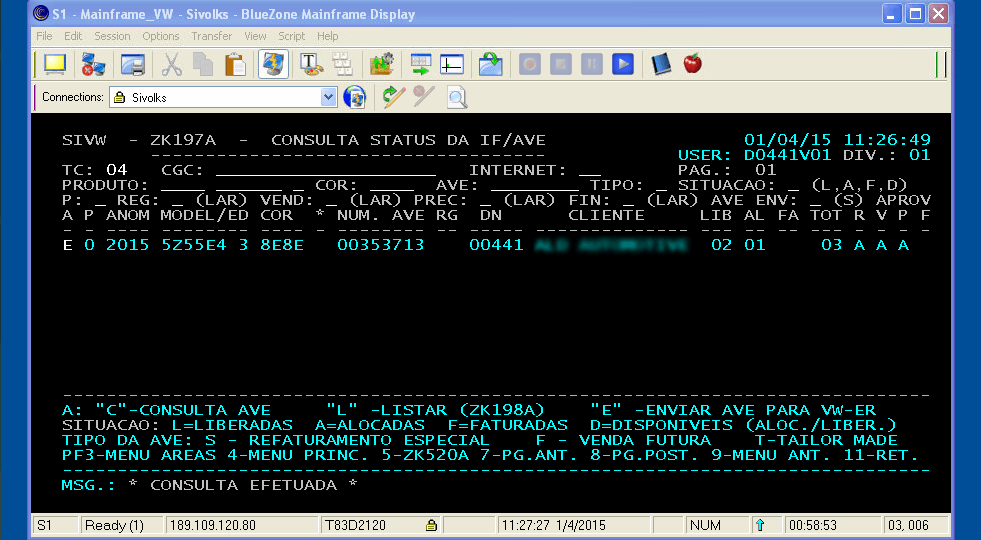 S1 - Mainframe_VW - Sivolks - BlueZone Mainframe Display
File Edit Session Options Transfer View Script Help
Connections: Sivolks
SIVW - ZK197A - CONSULTA STATUS DA IF/AVE 01/04/15 11:26:49
------------------------------------ USER: D0441V01 DIV.: 01
TC: 04 CGC: ____________________ INTERNET: __ PAG.: 01
PRODUTO: ____ ______ _ COR: ____ AVE: ________ TIPO: _ SITUACAO: _ (L,A,F,D)
P: _ REG: _ (LAR) VEND: _ (LAR) PREC: _ (LAR) FIN: _ (LAR) AVE ENV: _ (S) APROV
A P ANOM MODEL/ED COR * NUM. AVE RG DN CLIENTE LIB AL FA TOT R V P F
- - ---- -------- ---- - -------- -- ----- -------------- --- -- -- --- - - - -
E 0 2015 5Z55E4 3 8E8E 00353713 00441 ALD AUTOMOTIVE 02 01 03 A A A
-------------------------------------------------------------------------------
A: "C"-CONSULTA AVE "L" -LISTAR (ZK198A) "E" -ENVIAR AVE PARA VW-ER
SITUACAO: L=LIBERADAS A=ALOCADAS F=FATURADAS D=DISPONIVEIS (ALOC./LIBER.)
TIPO DA AVE: S - REFATURAMENTO ESPECIAL F - VENDA FUTURA T-TAILOR MADE
PF3-MENU AREAS 4-MENU PRINC. 5-ZK520A 7-PG.ANT. 8-PG.POST. 9-MENU ANT. 11-RET.
-------------------------------------------------------------------------------
MSG.: * CONSULTA EFETUADA *
S1 Ready (1) 189.109.120.80 T83D2120 11:27:27 1/4/2015 NUM 00:58:53 03, 006